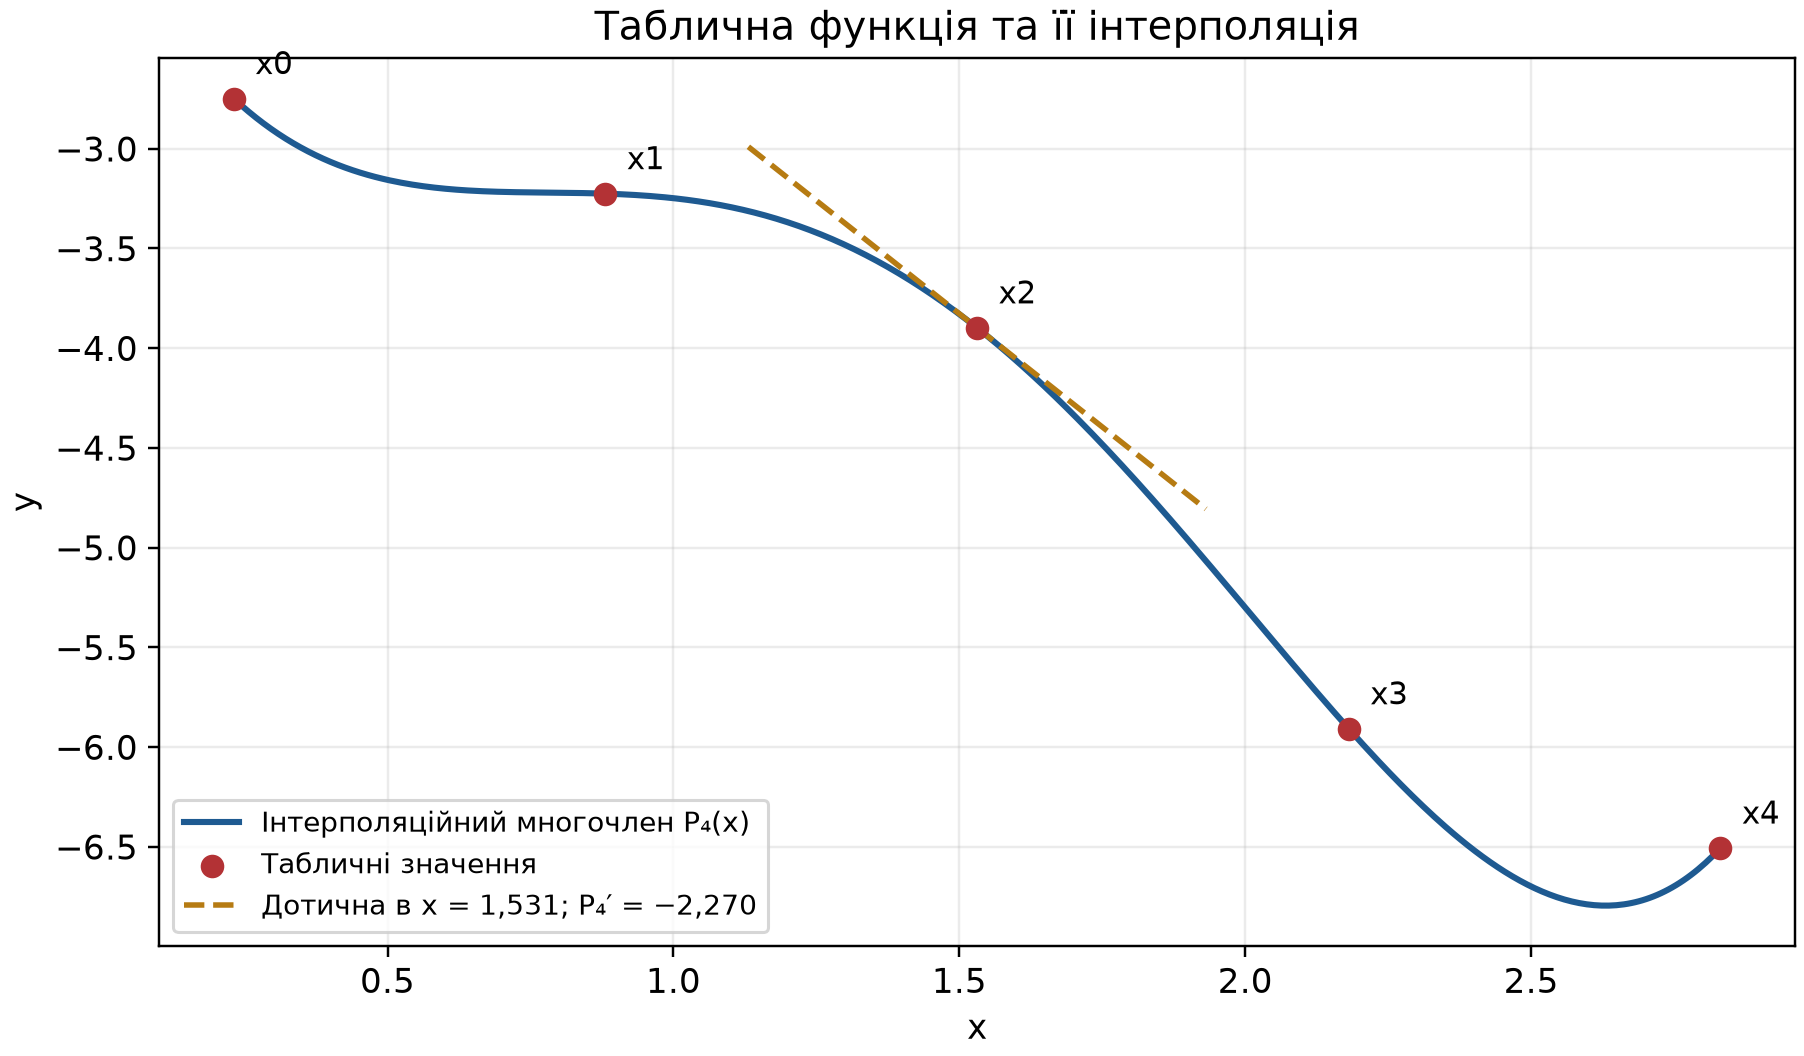 Таблична функція та її інтерполяція
x0
x1
x2
x3
x4
−3.0
−3.5
−4.0
−4.5
−5.0
−5.5
−6.0
−6.5
y
Інтерполяційний многочлен P₄(x)
Табличні значення
Дотична в x = 1,531; P₄′ = −2,270
0.5 1.0 1.5 2.0 2.5
x